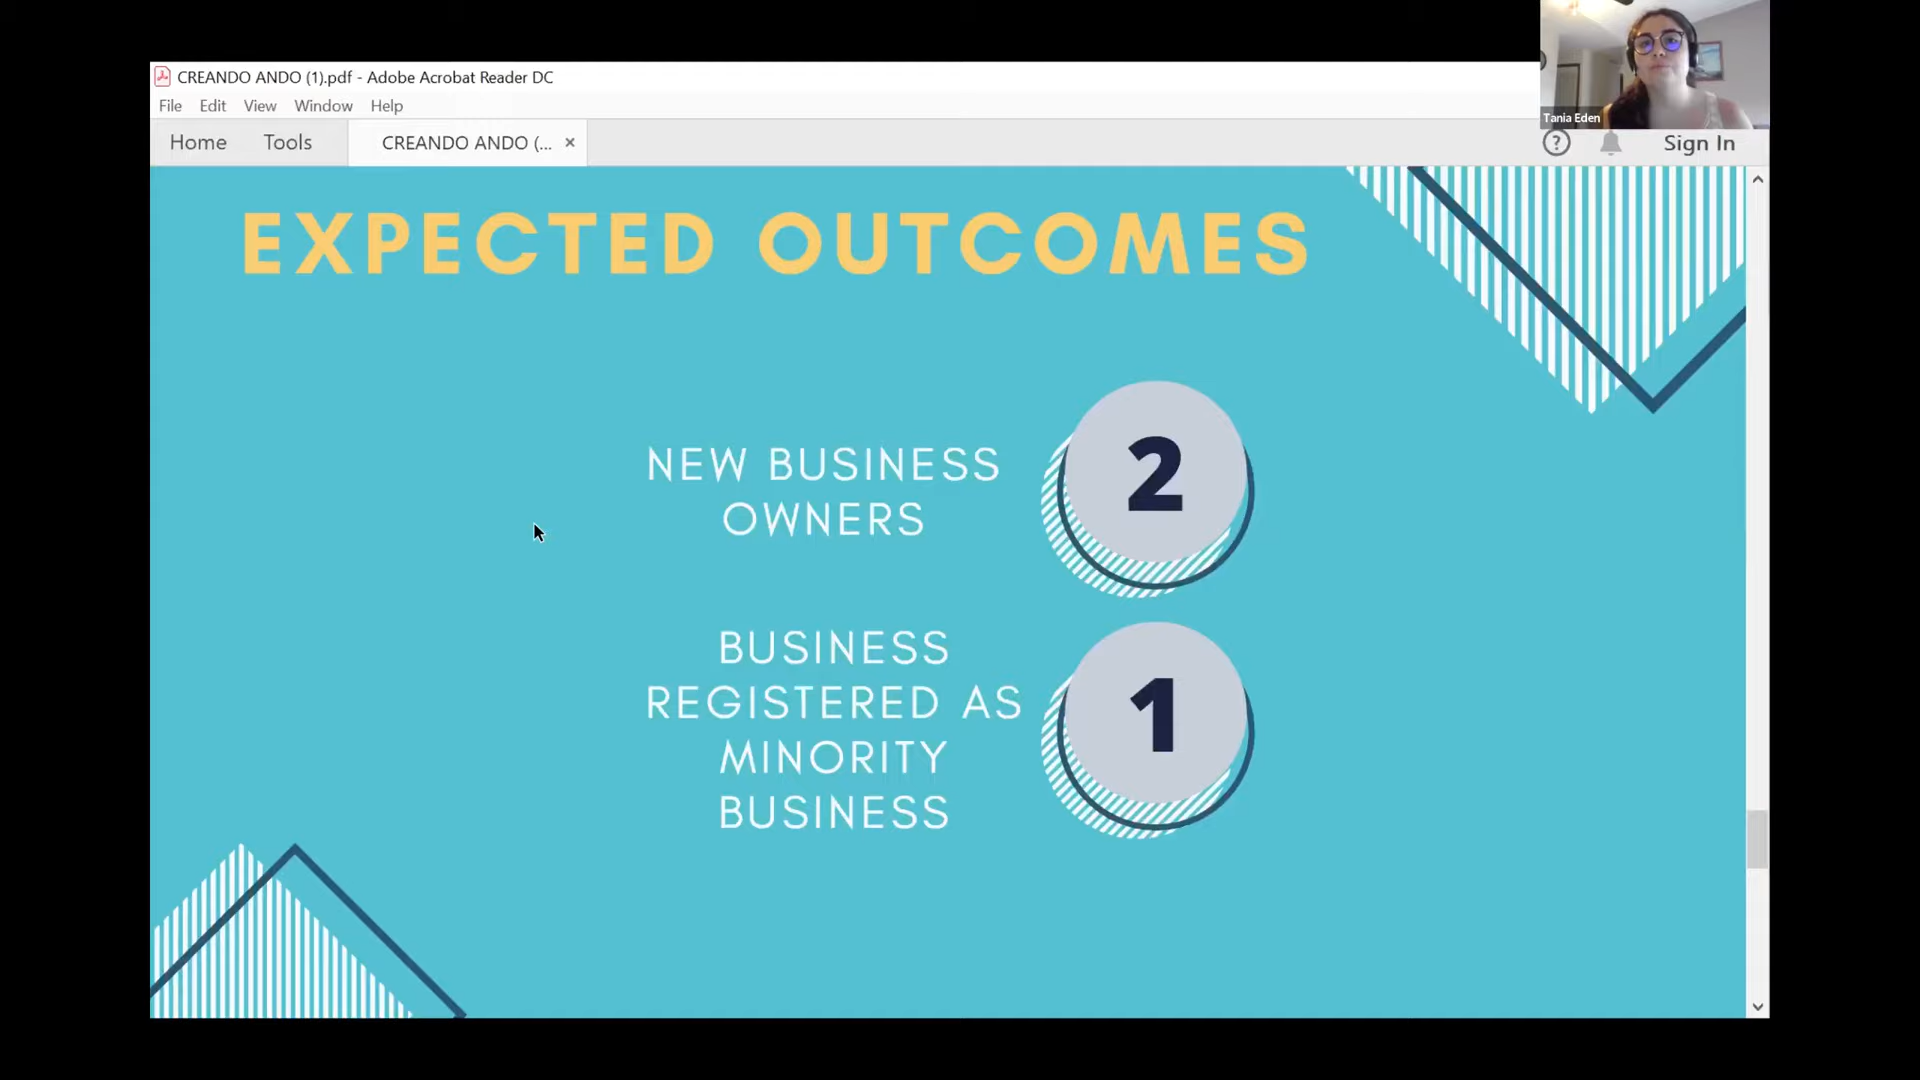 CREANDO ANDO (1).pdf - Adobe Acrobat Reader DC
File Edit View Window Help
Tania Eden
Home Tools CREANDO ANDO (... × ? Sign In
EXPECTED OUTCOMES
NEW BUSINESS
OWNERS
2
BUSINESS
REGISTERED AS
MINORITY
BUSINESS
1